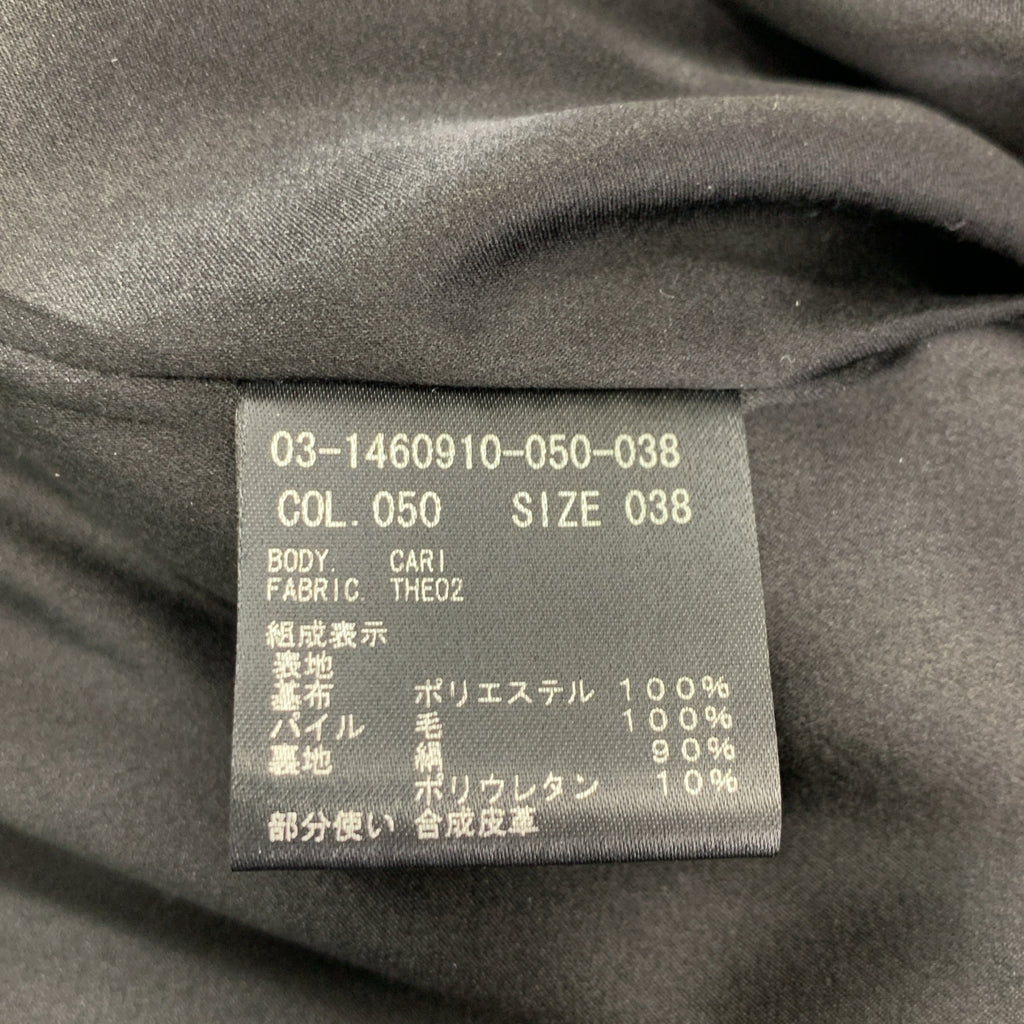 03-1460910-050-038
COL. 050 SIZE 038
BODY. CARI
FABRIC. THE02
組成表示
表地
基布 ポリエステル 100%
パイル 毛 100%
裏地 絹 90%
ポリウレタン 10%
部分使い 合成皮革